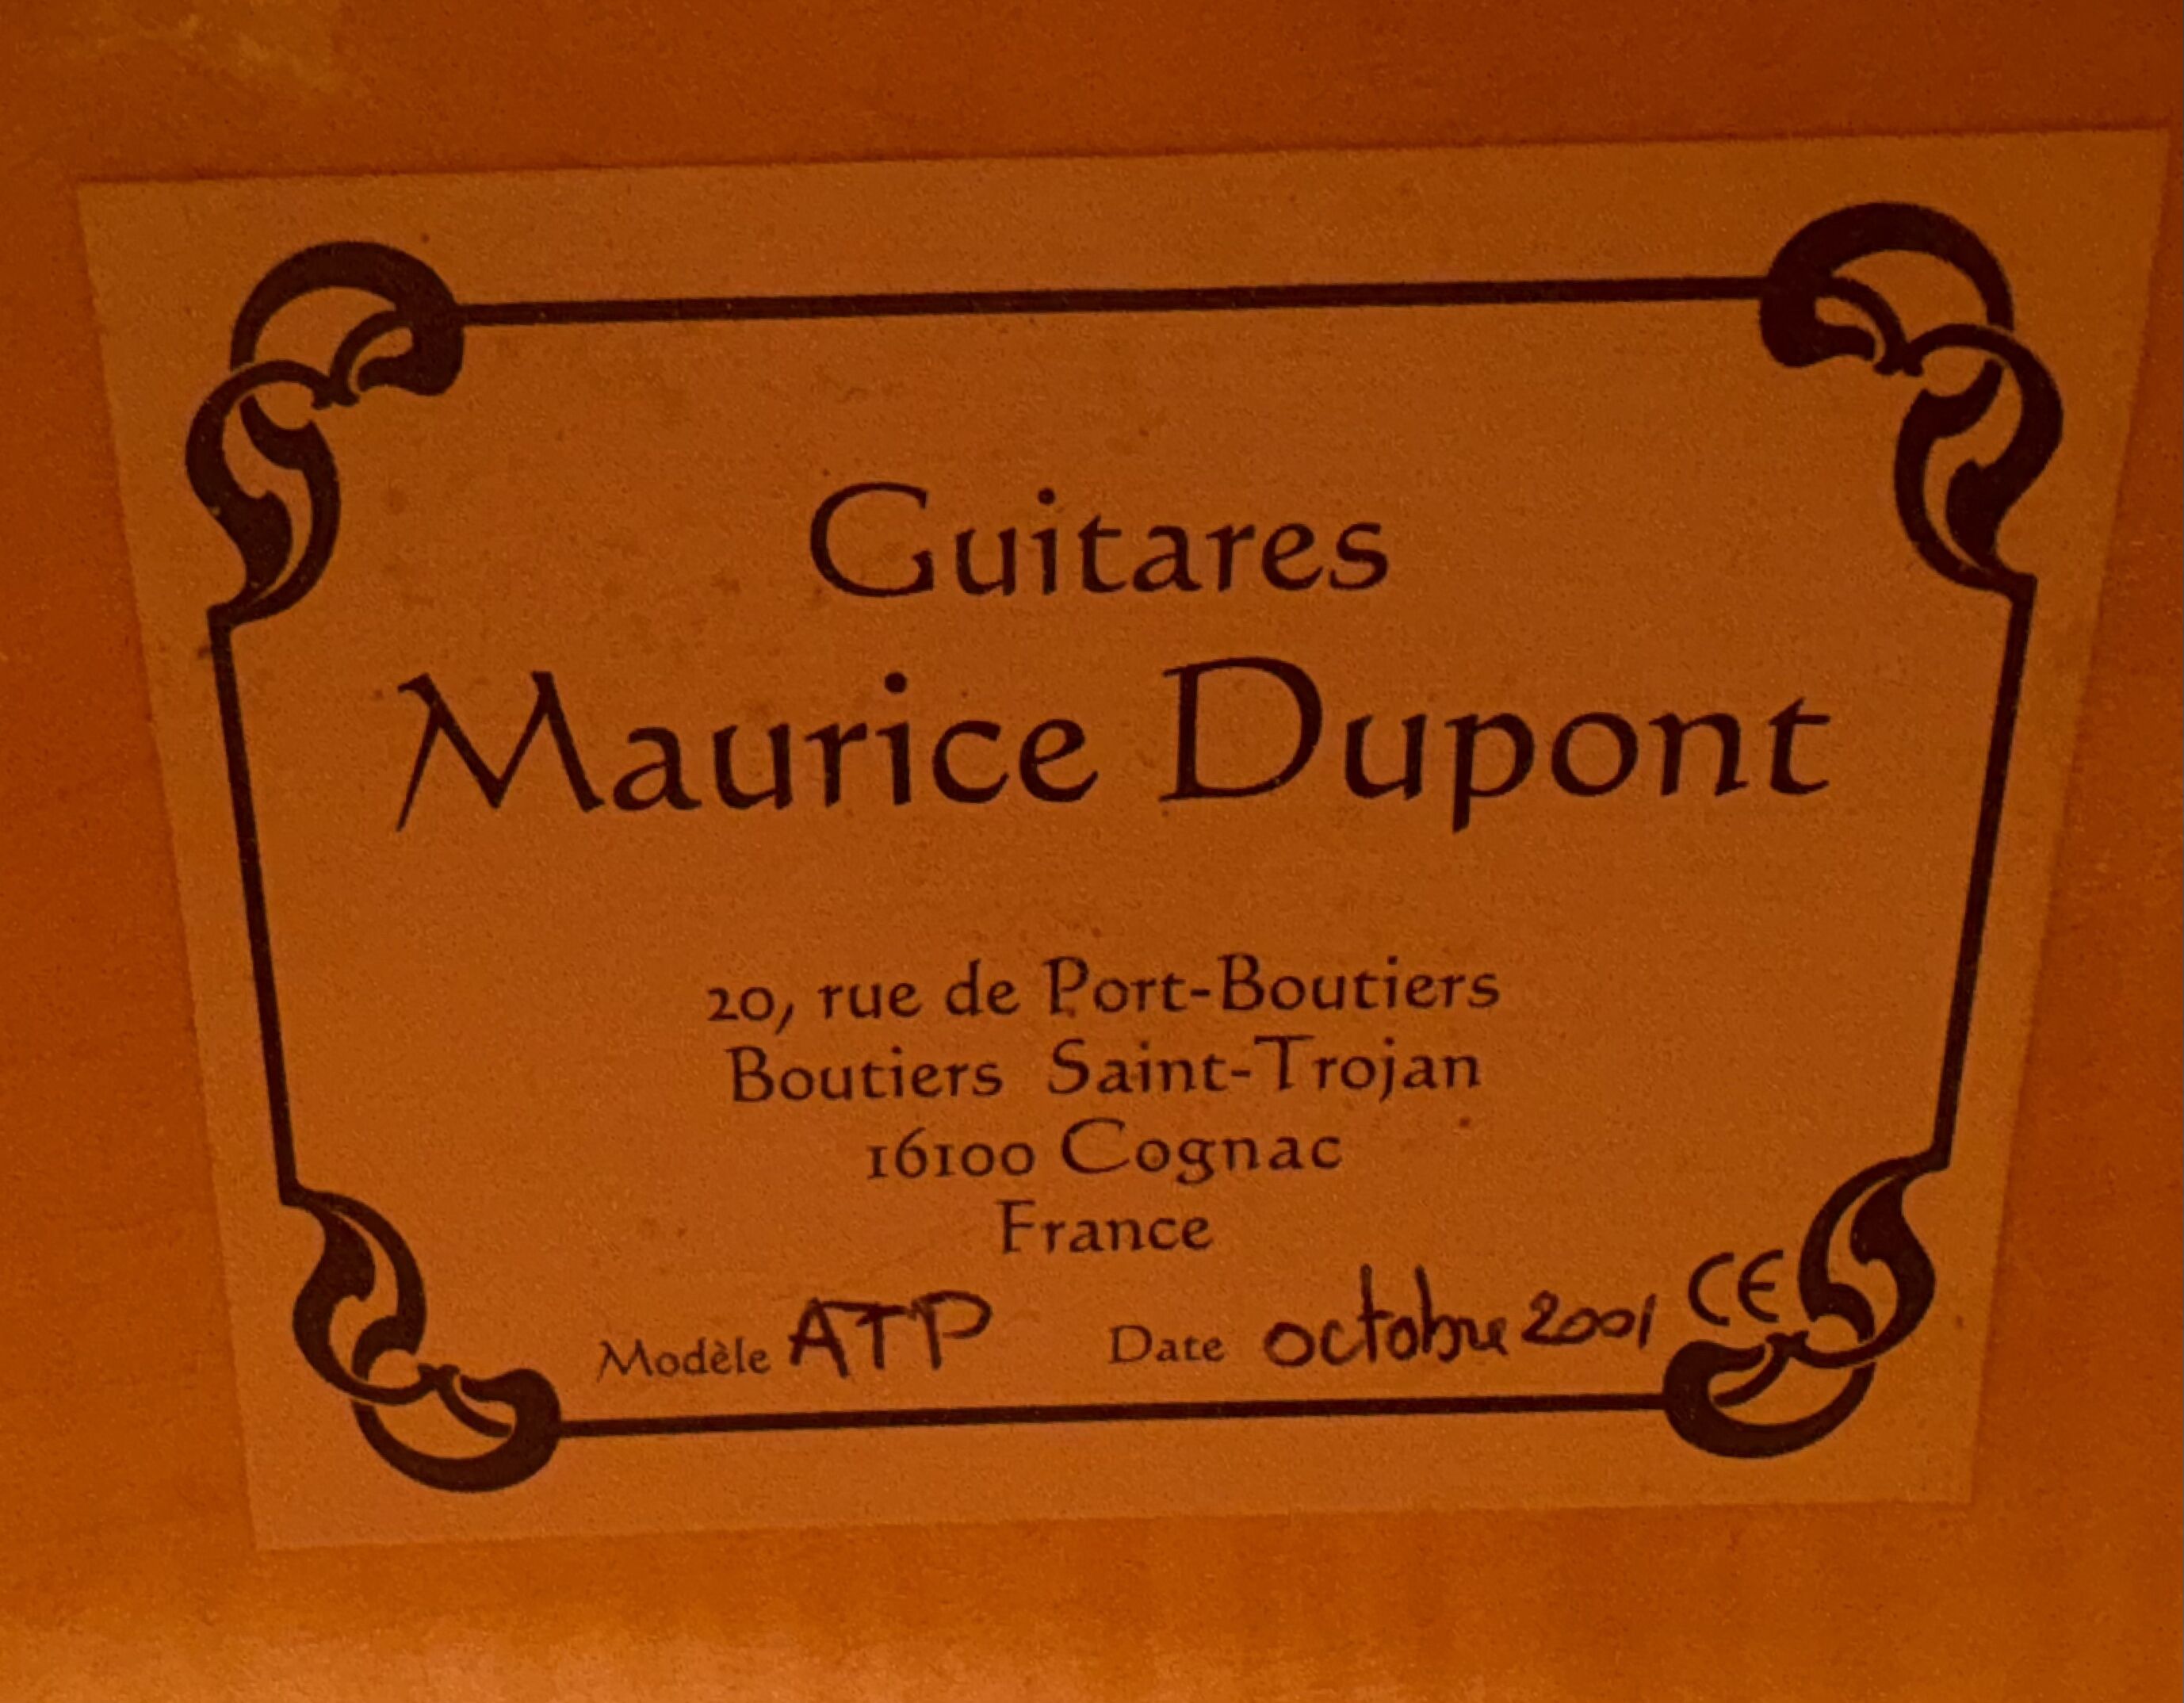 Guitares
Maurice Dupont
20, rue de Port-Boutiers
Boutiers Saint-Trojan
16100 Cognac
France
Modèle ATP Date octobre 2001 CE